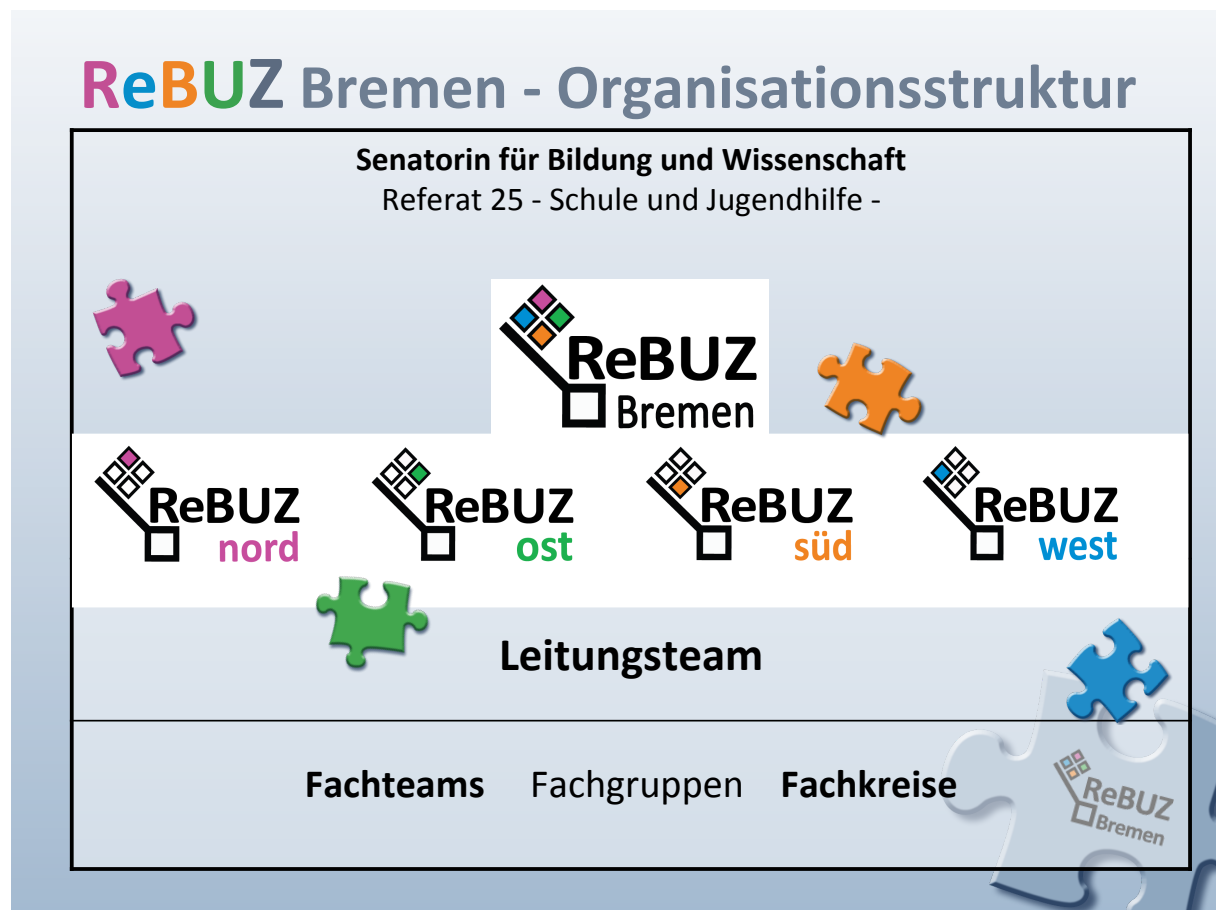 ReBUZ Bremen - Organisationsstruktur
Senatorin für Bildung und Wissenschaft
Referat 25 - Schule und Jugendhilfe -
ReBUZ
Bremen
ReBUZ
nord
ReBUZ
ost
ReBUZ
süd
ReBUZ
west
Leitungsteam
Fachteams Fachgruppen Fachkreise
ReBUZ
Bremen